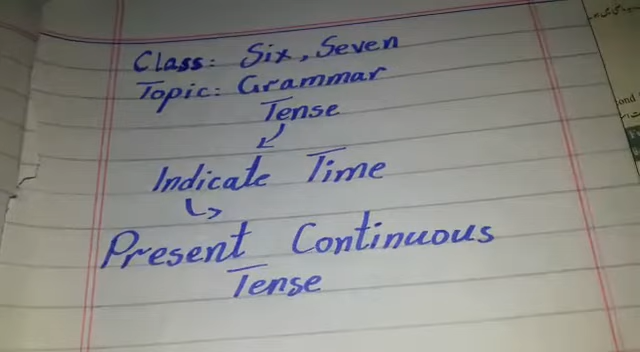 Class: Six, Seven
Topic: Grammar
Tense
Indicate Time
Present Continuous
Tense